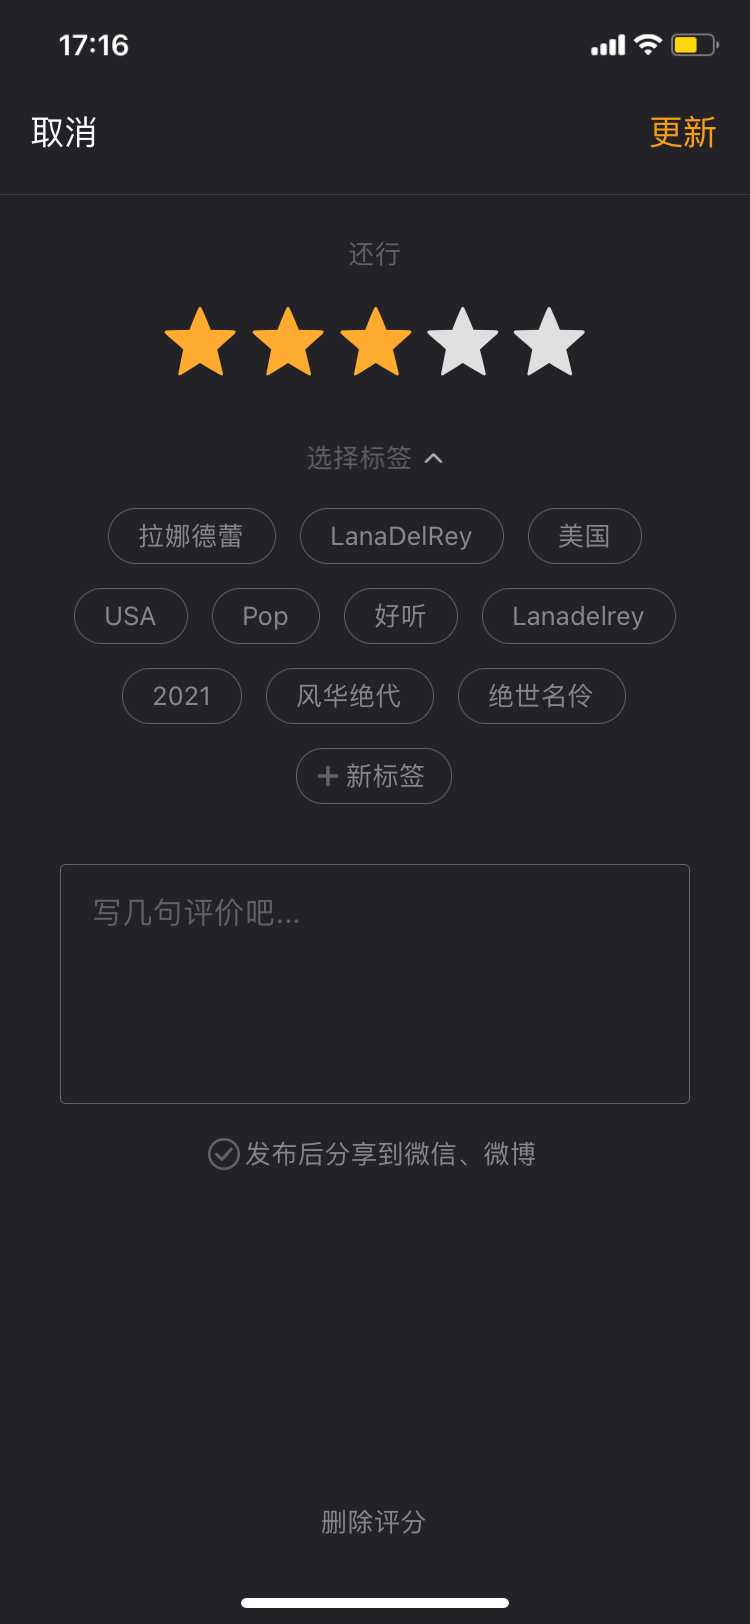 17:16
取消 更新
还行
选择标签
拉娜德蕾 LanaDelRey 美国
USA Pop 好听 Lanadelrey
2021 风华绝代 绝世名伶
+ 新标签
写几句评价吧...
发布后分享到微信、微博
删除评分